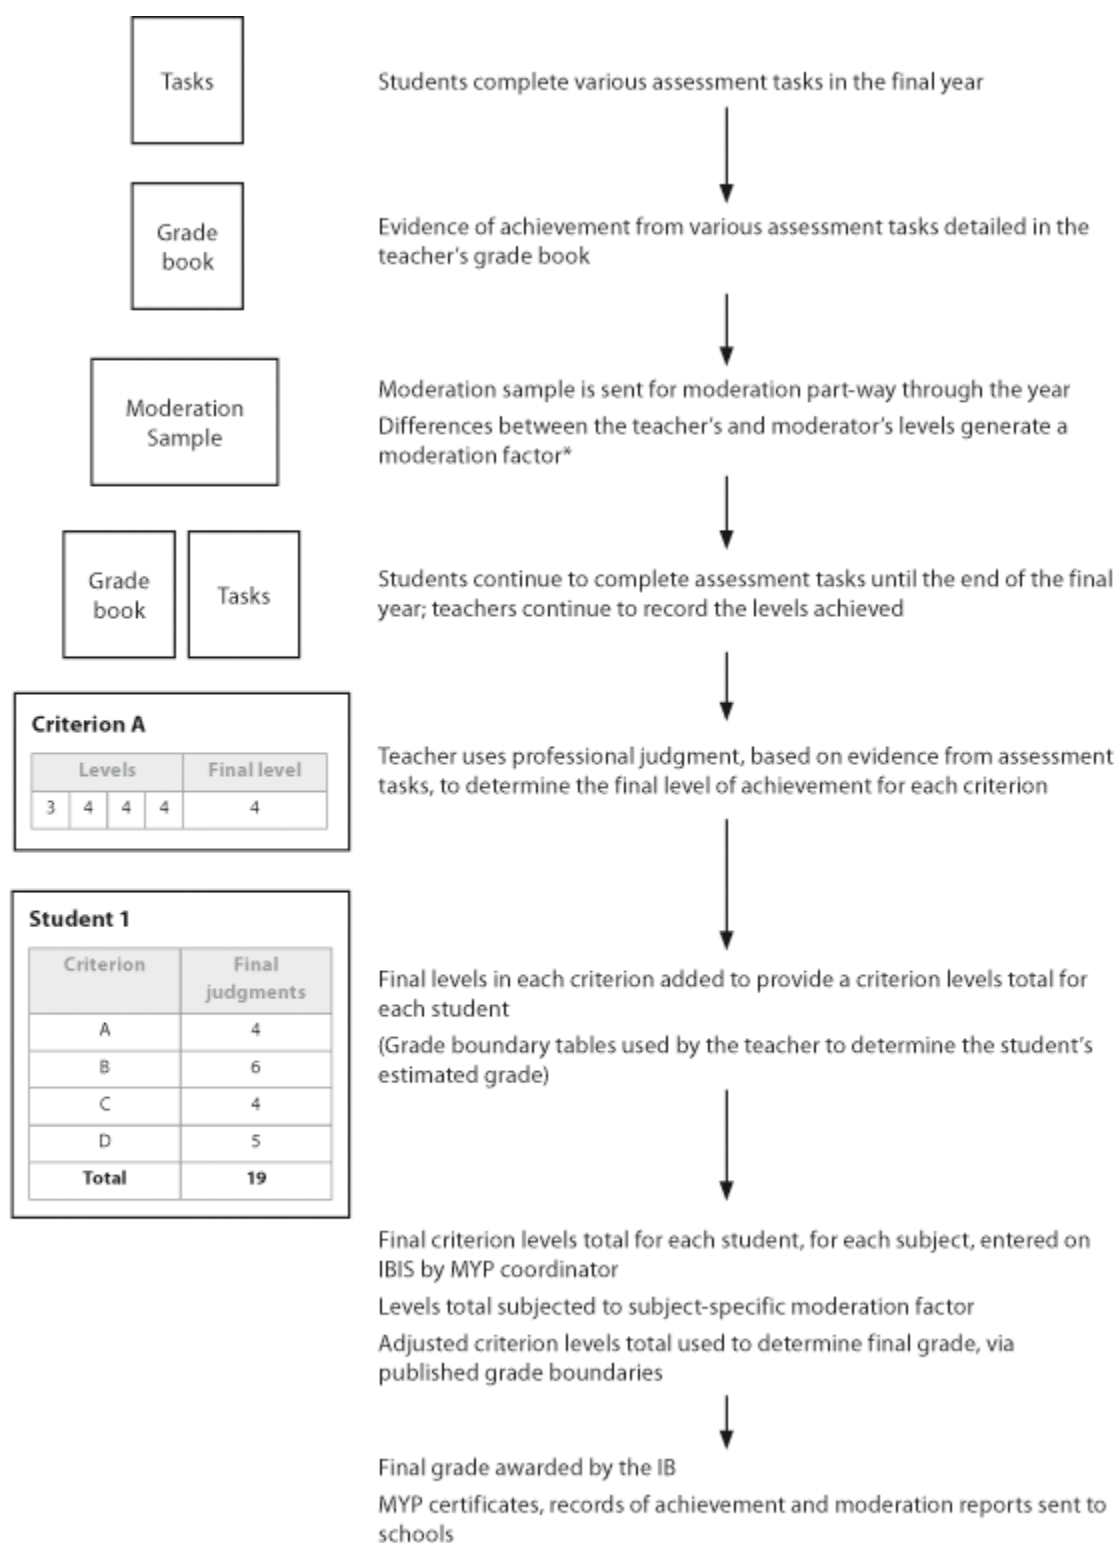 Tasks
Students complete various assessment tasks in the final year
Grade
book
Evidence of achievement from various assessment tasks detailed in the
teacher's grade book
Moderation
Sample
Moderation sample is sent for moderation part-way through the year
Differences between the teacher's and moderator's levels generate a
moderation factor*
Grade
book
Tasks
Students continue to complete assessment tasks until the end of the final
year; teachers continue to record the levels achieved
Criterion A
Levels Final level
3 4 4 4 4
Teacher uses professional judgment, based on evidence from assessment
tasks, to determine the final level of achievement for each criterion
Student 1
Criterion Final
judgments
A 4
B 6
C 4
D 5
Total 19
Final levels in each criterion added to provide a criterion levels total for
each student
(Grade boundary tables used by the teacher to determine the student's
estimated grade)
Final criterion levels total for each student, for each subject, entered on
IBIS by MYP coordinator
Levels total subjected to subject-specific moderation factor
Adjusted criterion levels total used to determine final grade, via
published grade boundaries
Final grade awarded by the IB
MYP certificates, records of achievement and moderation reports sent to
schools